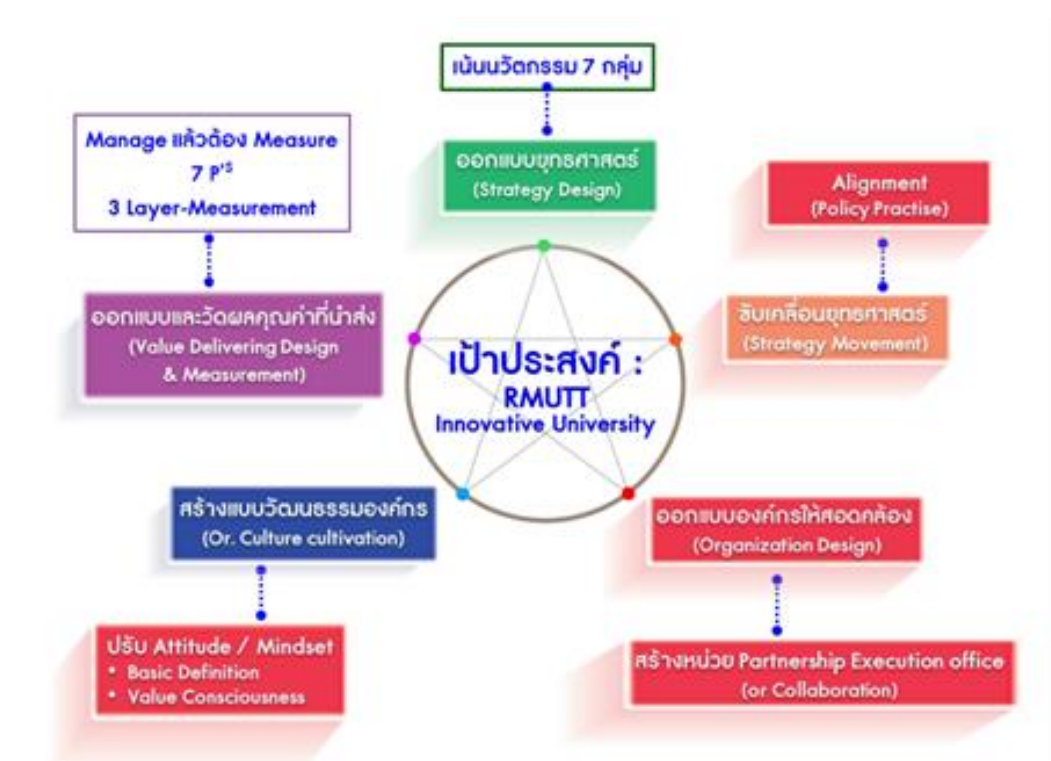 เน้นนวัตกรรม 7 กลุ่ม
ออกแบบยุทธศาสตร์
(Strategy Design)
Manage แล้วต้อง Measure
7 P'S
3 Layer-Measurement
ออกแบบและวัดผลคุณค่าที่นำส่ง
(Value Delivering Design
& Measurement)
Alignment
(Policy Practise)
ขับเคลื่อนยุทธศาสตร์
(Strategy Movement)
เป้าประสงค์ :
RMUTT
Innovative University
สร้างแบบวัฒนธรรมองค์กร
(Or. Culture cultivation)
ปรับ Attitude / Mindset
• Basic Definition
• Value Consciousness
ออกแบบองค์กรให้สอดคล้อง
(Organization Design)
สร้างหน่วย Partnership Execution office
(or Collaboration)